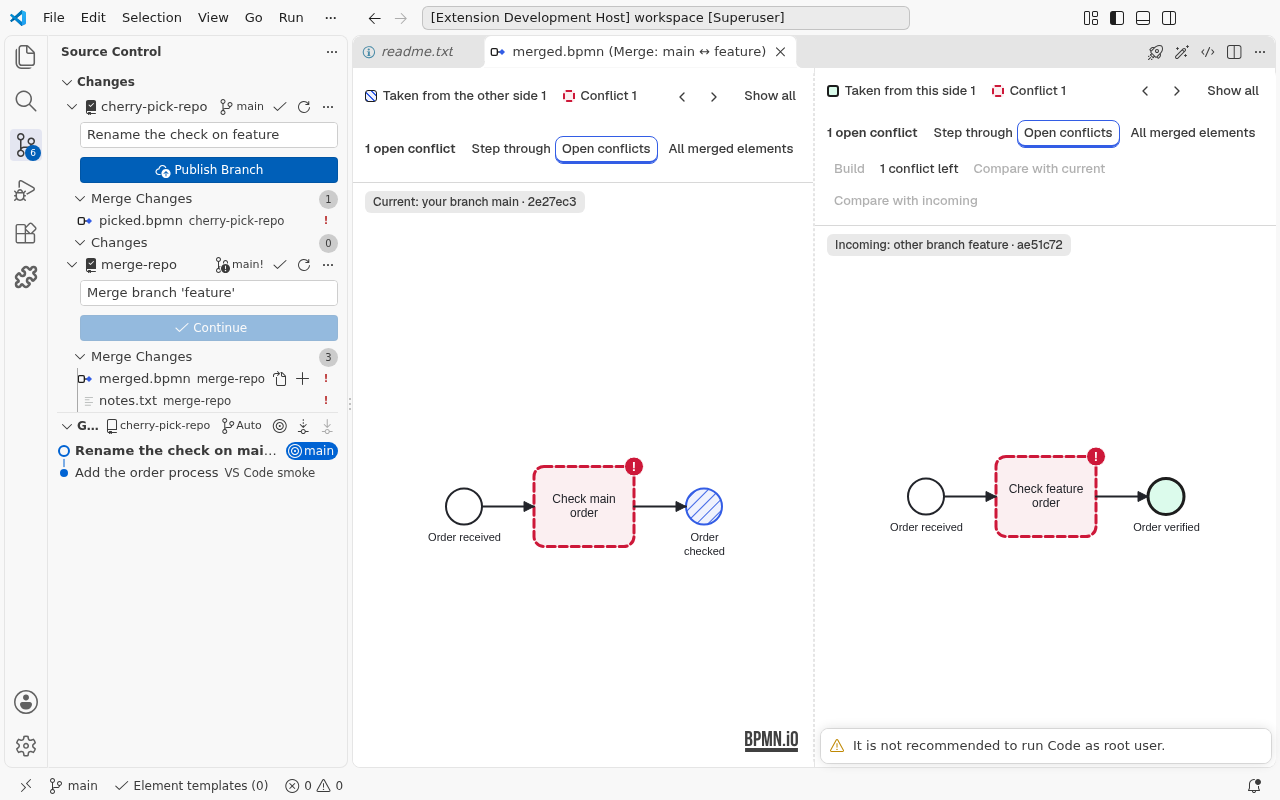 File Edit Selection View Go Run ···
[Extension Development Host] workspace [Superuser]
Source Control
Changes
cherry-pick-repo main
Rename the check on feature
Publish Branch
Merge Changes 1
picked.bpmn cherry-pick-repo !
Changes 0
merge-repo main!
Merge branch 'feature'
Continue
Merge Changes 3
merged.bpmn merge-repo !
notes.txt merge-repo !
G... cherry-pick-repo Auto
Rename the check on mai... main
Add the order process VS Code smoke
6
readme.txt
merged.bpmn (Merge: main ↔ feature)
Taken from the other side 1 Conflict 1 Show all
1 open conflict Step through Open conflicts All merged elements
Current: your branch main · 2e27ec3
Order received
Check main
order
!
Order
checked
BPMN.iO
Taken from this side 1 Conflict 1 Show all
1 open conflict Step through Open conflicts All merged elements
Build 1 conflict left Compare with current
Compare with incoming
Incoming: other branch feature · ae51c72
Order received
Check feature
order
!
Order verified
It is not recommended to run Code as root user.
main Element templates (0) 0 0